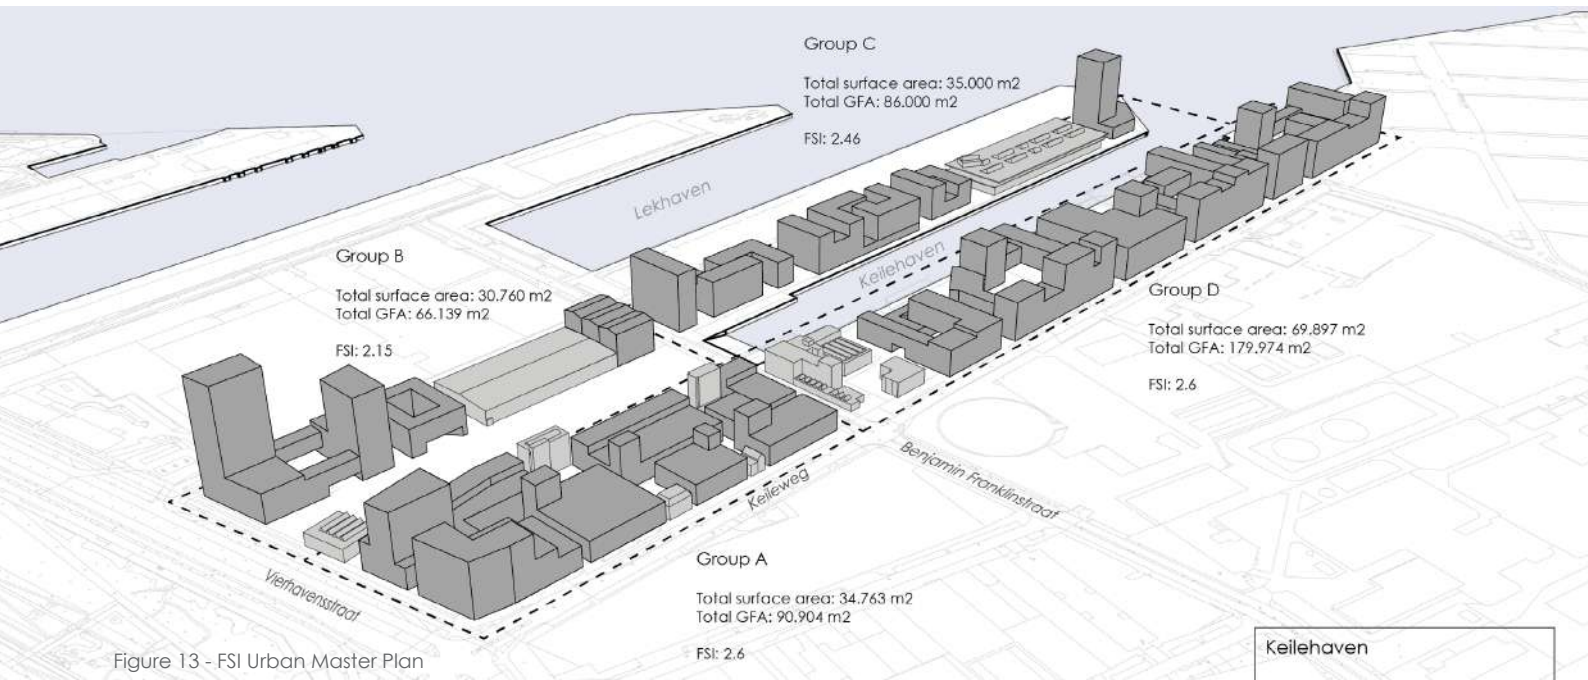 Group C
Total surface area: 35.000 m2
Total GFA: 86.000 m2
FSI: 2.46
Lekhaven
Group B
Total surface area: 30.760 m2
Total GFA: 66.139 m2
FSI: 2.15
Keilehaven
Group D
Total surface area: 69.897 m2
Total GFA: 179.974 m2
FSI: 2.6
Benjamin Franklinstraat
Keileweg
Vierhavensstraat
Group A
Total surface area: 34.763 m2
Total GFA: 90.904 m2
FSI: 2.6
Figure 13 - FSI Urban Master Plan
Keilehaven